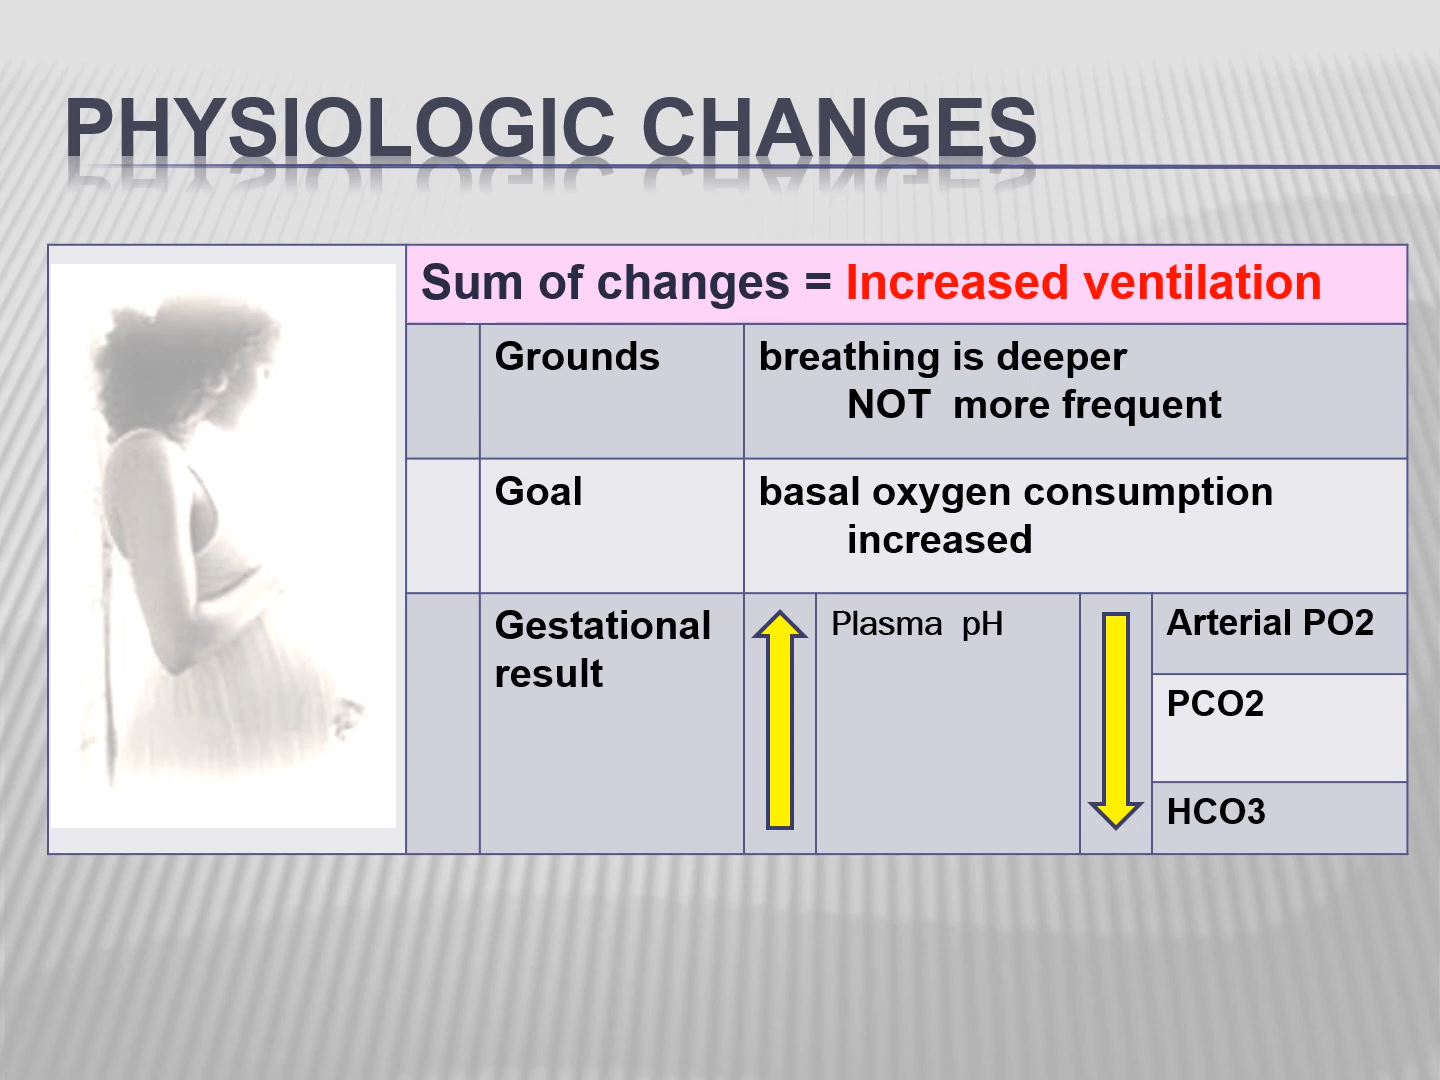 PHYSIOLOGIC CHANGES
Sum of changes = Increased ventilation
Grounds
breathing is deeper
NOT more frequent
Goal
basal oxygen consumption
increased
Gestational
result
Plasma pH
Arterial PO2
PCO2
HCO3